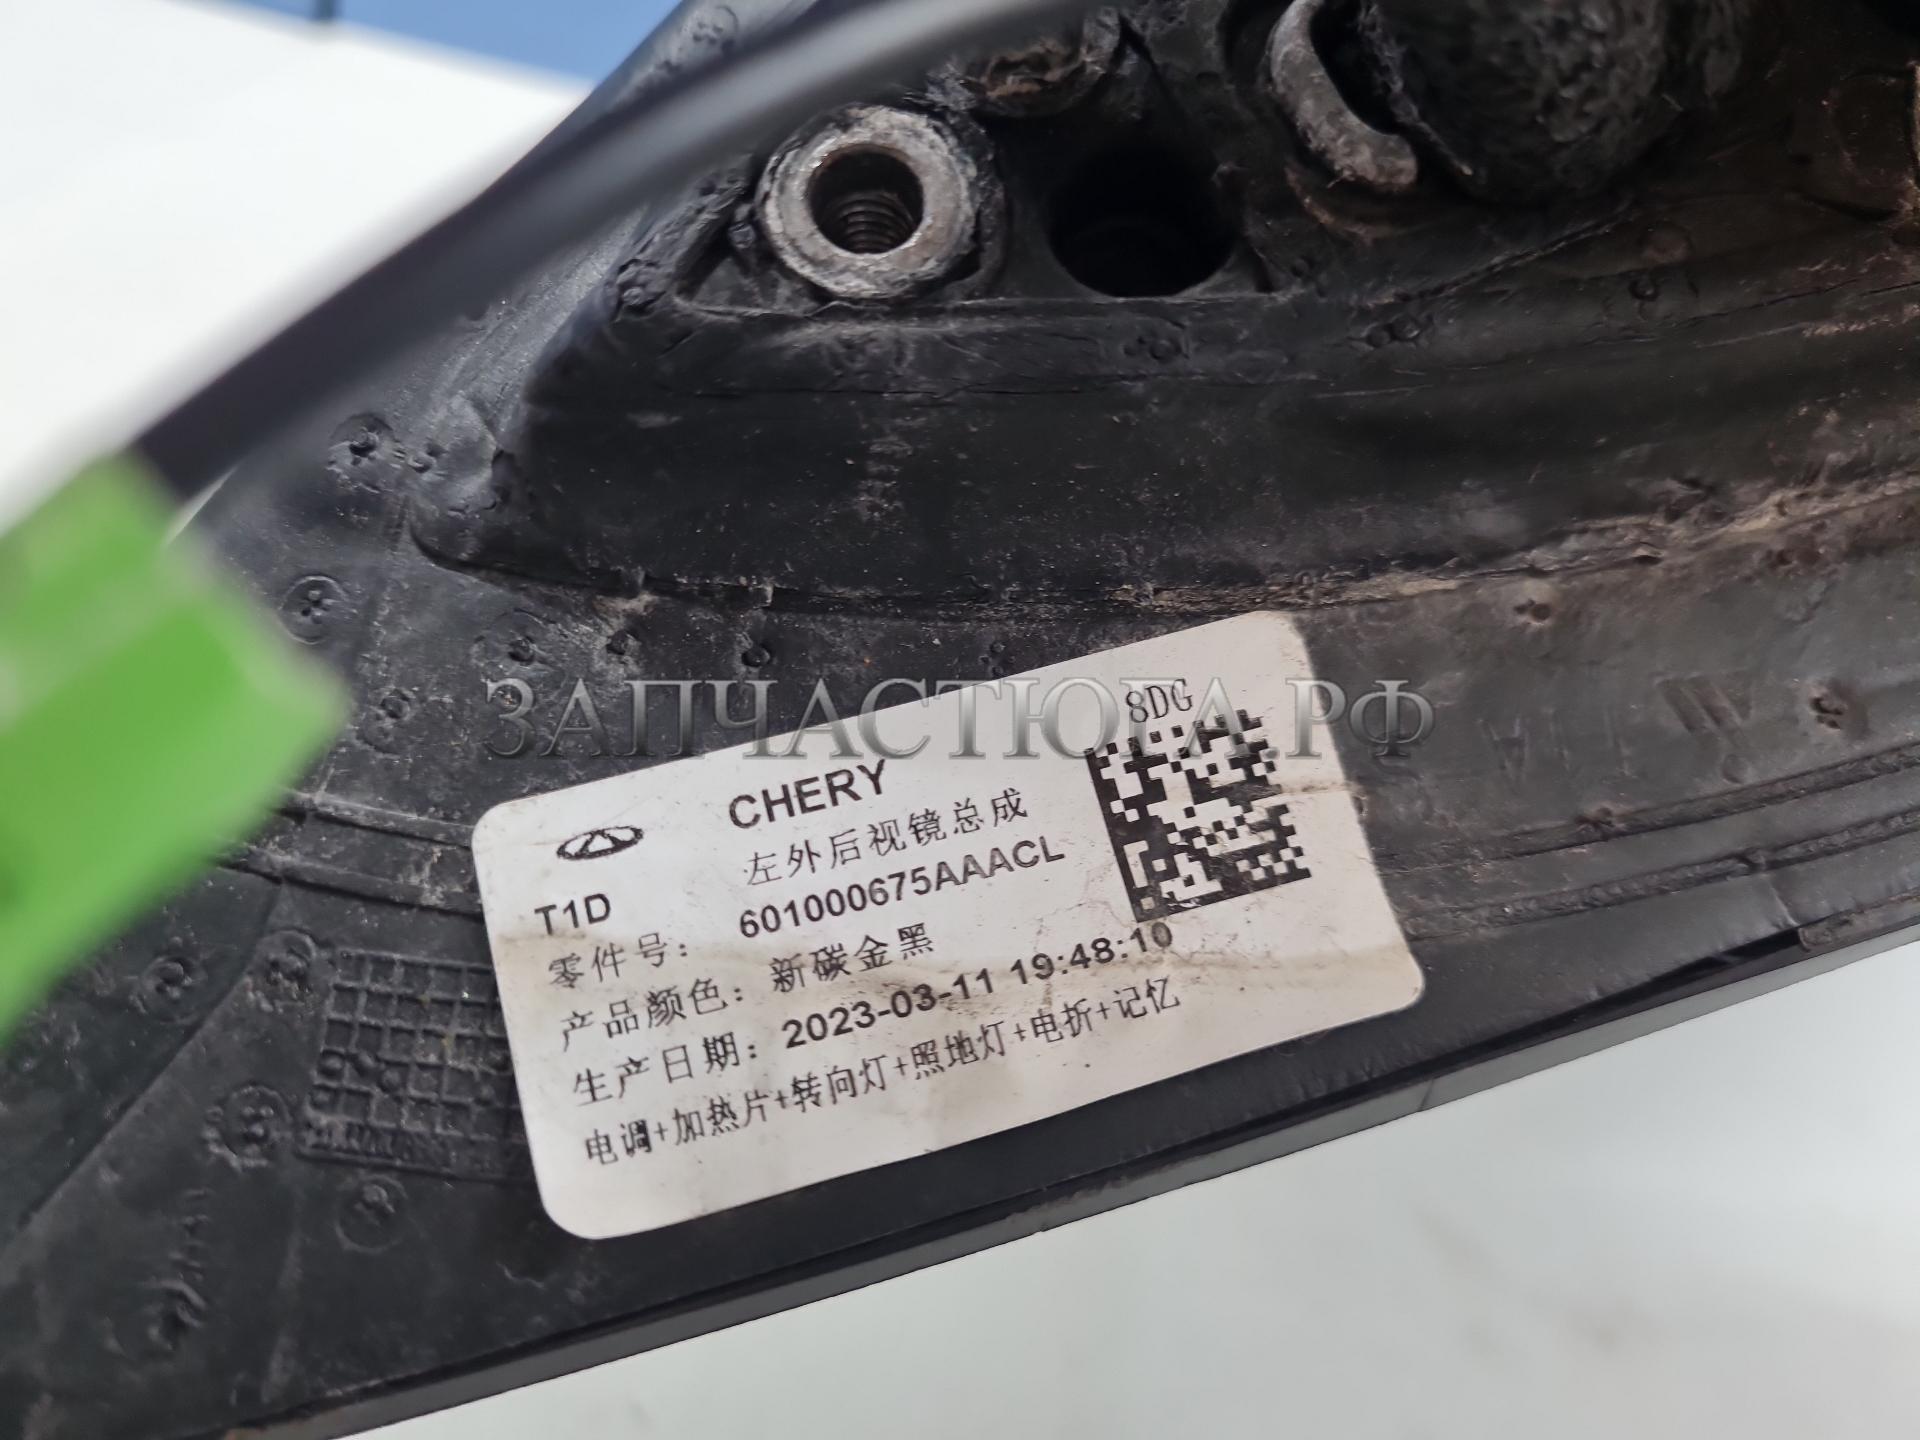 ЗАПЧАСТЮГА.РФ
8DG
CHERY
左外后视镜总成
T1D
零件号： 601000675AAACL
产品颜色： 新碳金黑
生产日期： 2023-03-11 19:48:10
电调+加热片+转向灯+照地灯+电折+记忆